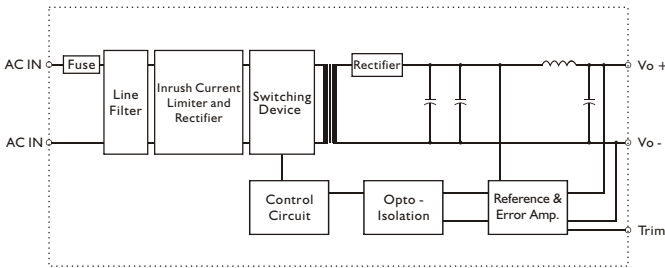 AC IN
Fuse
Line
Filter
Inrush Current
Limiter and
Rectifier
Switching
Device
Rectifier
Vo +
AC IN
Vo -
Control
Circuit
Opto -
Isolation
Reference &
Error Amp.
Trim